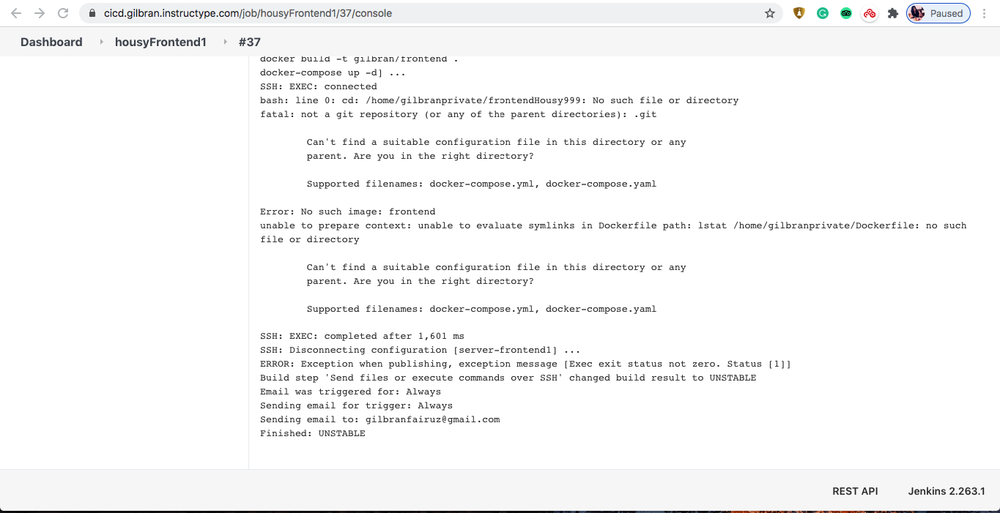 cicd.gilbran.instructype.com/job/housyFrontend1/37/console
Paused
Dashboard
housyFrontend1
#37
docker build -t gilbran/frontend .
docker-compose up -d] ...
SSH: EXEC: connected
bash: line 0: cd: /home/gilbranprivate/frontendHousy999: No such file or directory
fatal: not a git repository (or any of the parent directories): .git
Can't find a suitable configuration file in this directory or any
parent. Are you in the right directory?
Supported filenames: docker-compose.yml, docker-compose.yaml
Error: No such image: frontend
unable to prepare context: unable to evaluate symlinks in Dockerfile path: lstat /home/gilbranprivate/Dockerfile: no such
file or directory
Can't find a suitable configuration file in this directory or any
parent. Are you in the right directory?
Supported filenames: docker-compose.yml, docker-compose.yaml
SSH: EXEC: completed after 1,601 ms
SSH: Disconnecting configuration [server-frontend1] ...
ERROR: Exception when publishing, exception message [Exec exit status not zero. Status [1]]
Build step 'Send files or execute commands over SSH' changed build result to UNSTABLE
Email was triggered for: Always
Sending email for trigger: Always
Sending email to: gilbranfairuz@gmail.com
Finished: UNSTABLE
REST API
Jenkins 2.263.1